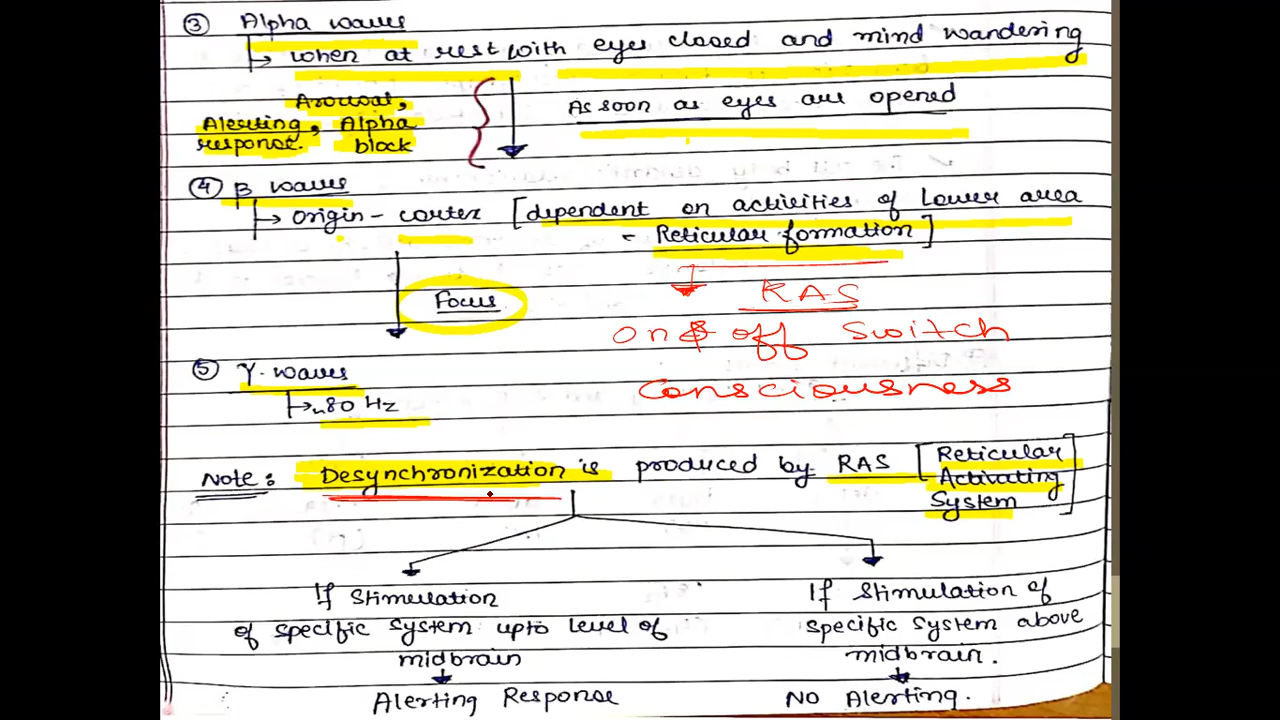 ③ Alpha waves
↳ when at rest with eyes closed and mind wandering
Arousal,
Alerting, Alpha
response. block
As soon as eyes are opened
④ β waves
↳ Origin - cortex [dependent on activities of Lower area
- Reticular formation]
Focus
RAS
on $ off Switch
Consciousness
⑤ γ- waves
↳ ~80 Hz
Note: Desynchronization is produced by RAS [Reticular
Activating
System]
If Stimulation
of specific system upto level of
midbrain
Alerting Response
If Stimulation of
specific system above
midbrain.
No Alerting.